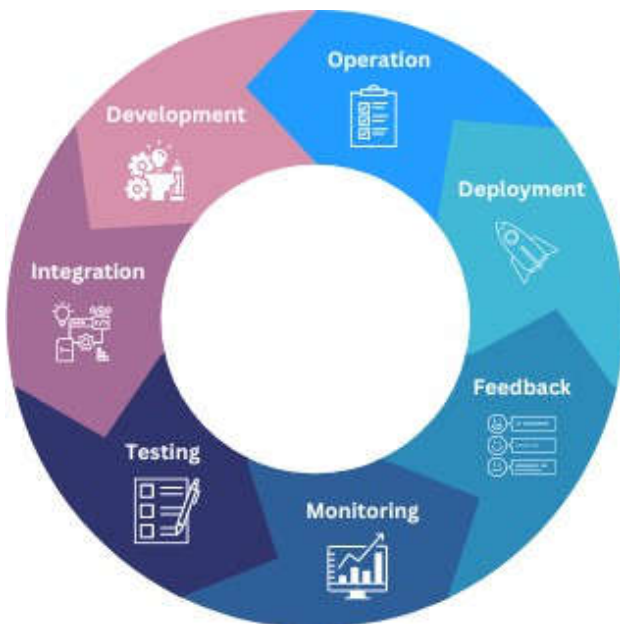 Operation
Development
Deployment
Integration
Feedback
Testing
Monitoring